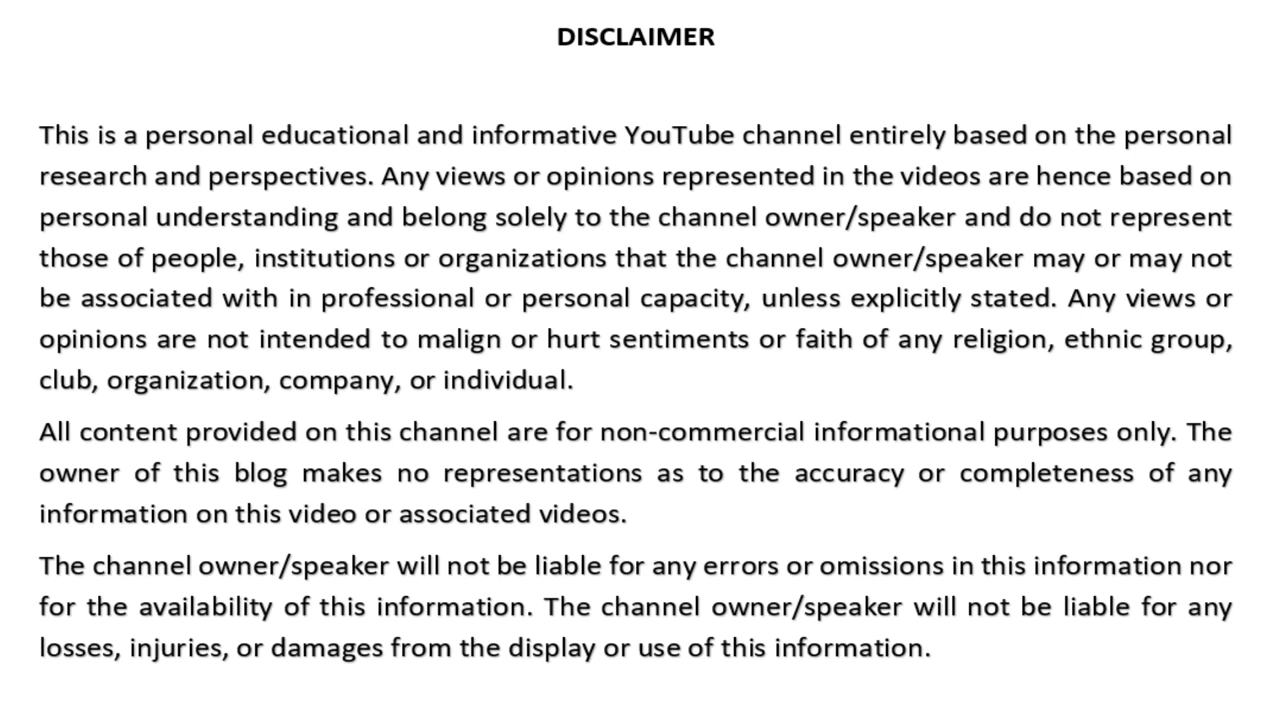 DISCLAIMER
This is a personal educational and informative YouTube channel entirely based on the personal
research and perspectives. Any views or opinions represented in the videos are hence based on
personal understanding and belong solely to the channel owner/speaker and do not represent
those of people, institutions or organizations that the channel owner/speaker may or may not
be associated with in professional or personal capacity, unless explicitly stated. Any views or
opinions are not intended to malign or hurt sentiments or faith of any religion, ethnic group,
club, organization, company, or individual.
All content provided on this channel are for non-commercial informational purposes only. The
owner of this blog makes no representations as to the accuracy or completeness of any
information on this video or associated videos.
The channel owner/speaker will not be liable for any errors or omissions in this information nor
for the availability of this information. The channel owner/speaker will not be liable for any
losses, injuries, or damages from the display or use of this information.